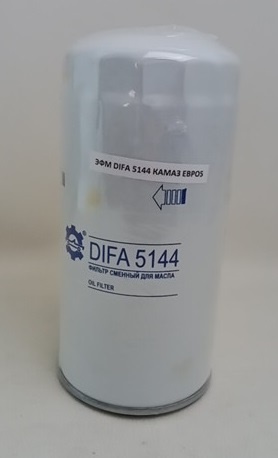 ЭФМ DIFA 5144 КАМАЗ ЕВРО5
DIFA 5144
ФИЛЬТР СМЕННЫЙ ДЛЯ МАСЛА
OIL FILTER